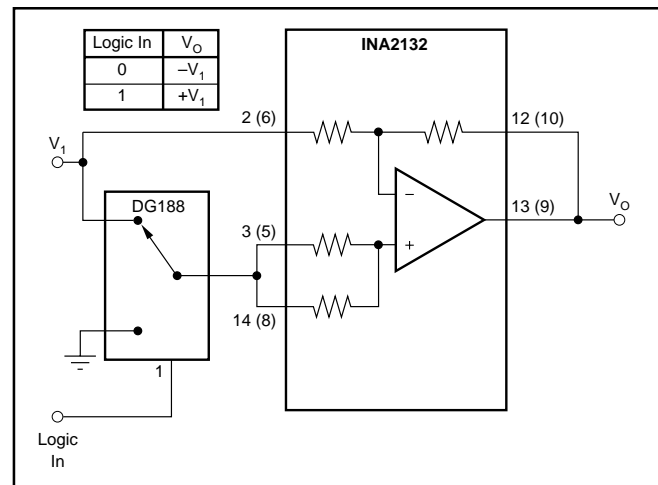 Logic In V_O
0 –V_1
1 +V_1
INA2132
2 (6)
12 (10)
V_1
DG188
–
3 (5)
13 (9)
V_O
+
14 (8)
1
Logic
In